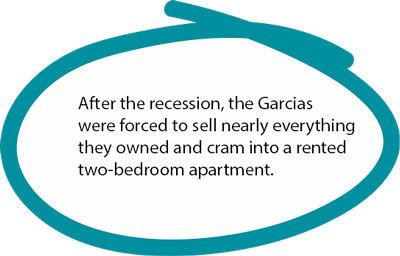 After the recession, the Garcias
were forced to sell nearly everything
they owned and cram into a rented
two-bedroom apartment.